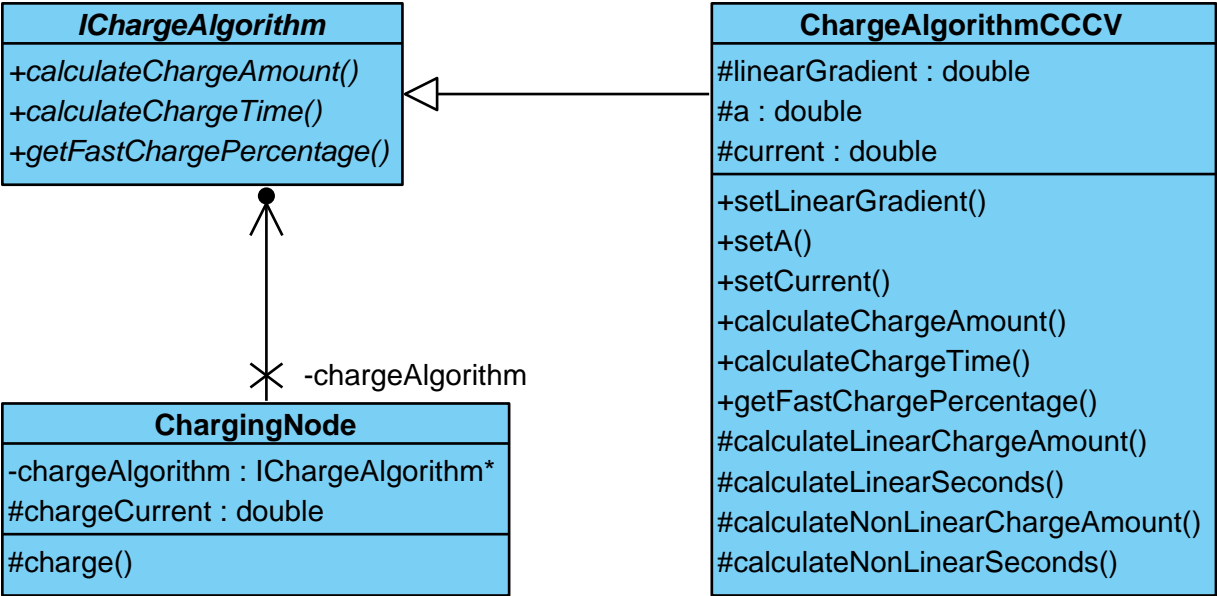 IChargeAlgorithm
+calculateChargeAmount()
+calculateChargeTime()
+getFastChargePercentage()
ChargeAlgorithmCCCV
#linearGradient : double
#a : double
#current : double
+setLinearGradient()
+setA()
+setCurrent()
+calculateChargeAmount()
+calculateChargeTime()
+getFastChargePercentage()
#calculateLinearChargeAmount()
#calculateLinearSeconds()
#calculateNonLinearChargeAmount()
#calculateNonLinearSeconds()
-chargeAlgorithm
ChargingNode
-chargeAlgorithm : IChargeAlgorithm*
#chargeCurrent : double
#charge()